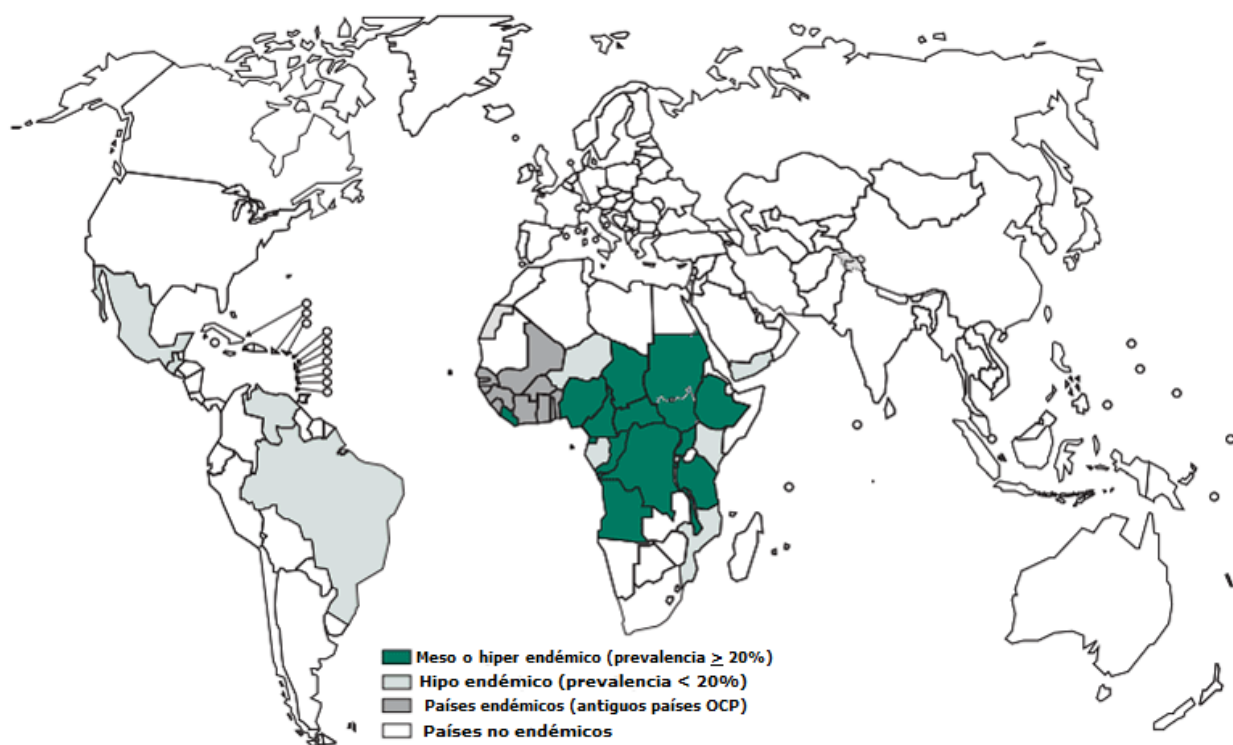 Meso o hiper endémico (prevalencia > 20%)
Hipo endémico (prevalencia < 20%)
Países endémicos (antiguos países OCP)
Países no endémicos